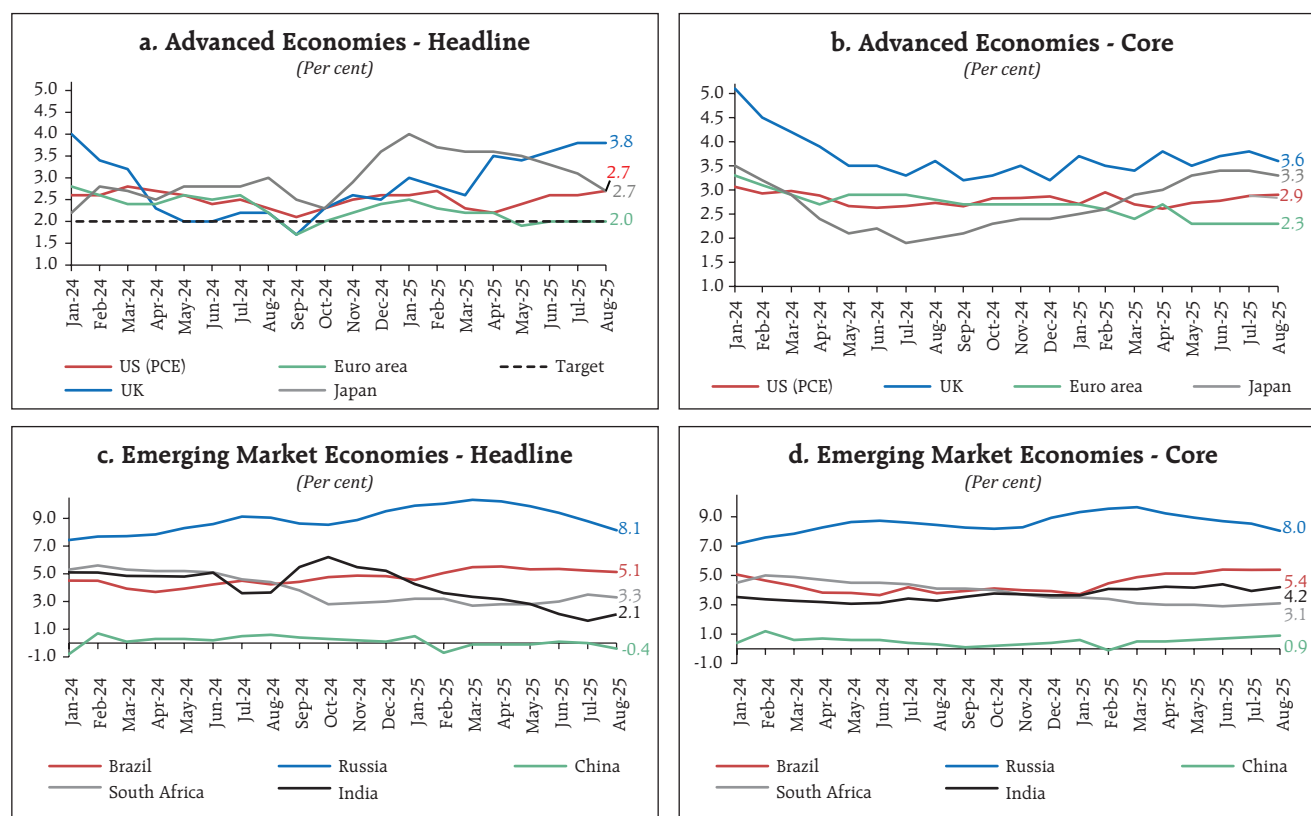 a. Advanced Economies - Headline
(Per cent)
5.0
4.5
4.0
3.5
3.0
2.5
2.0
1.5
1.0
3.8
2.7
2.7
2.0
Jan-24
Feb-24
Mar-24
Apr-24
May-24
Jun-24
Jul-24
Aug-24
Sep-24
Oct-24
Nov-24
Dec-24
Jan-25
Feb-25
Mar-25
Apr-25
May-25
Jun-25
Jul-25
Aug-25
US (PCE) Euro area Target
UK Japan
b. Advanced Economies - Core
(Per cent)
5.0
4.5
4.0
3.5
3.0
2.5
2.0
1.5
1.0
3.6
3.3
2.9
2.3
Jan-24
Feb-24
Mar-24
Apr-24
May-24
Jun-24
Jul-24
Aug-24
Sep-24
Oct-24
Nov-24
Dec-24
Jan-25
Feb-25
Mar-25
Apr-25
May-25
Jun-25
Jul-25
Aug-25
US (PCE) UK Euro area Japan
c. Emerging Market Economies - Headline
(Per cent)
9.0
7.0
5.0
3.0
1.0
-1.0
8.1
5.1
3.3
2.1
-0.4
Jan-24
Feb-24
Mar-24
Apr-24
May-24
Jun-24
Jul-24
Aug-24
Sep-24
Oct-24
Nov-24
Dec-24
Jan-25
Feb-25
Mar-25
Apr-25
May-25
Jun-25
Jul-25
Aug-25
Brazil Russia China
South Africa India
d. Emerging Market Economies - Core
(Per cent)
9.0
7.0
5.0
3.0
1.0
-1.0
8.0
5.4
4.2
3.1
0.9
Jan-24
Feb-24
Mar-24
Apr-24
May-24
Jun-24
Jul-24
Aug-24
Sep-24
Oct-24
Nov-24
Dec-24
Jan-25
Feb-25
Mar-25
Apr-25
May-25
Jun-25
Jul-25
Aug-25
Brazil Russia China
South Africa India